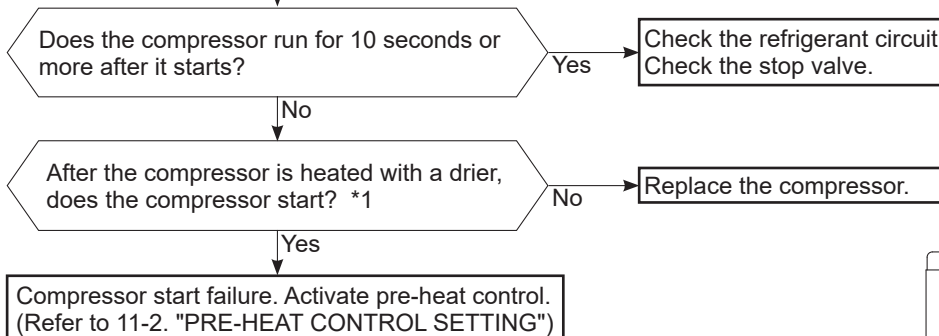 Does the compressor run for 10 seconds or
more after it starts?
Yes
Check the refrigerant circuit
Check the stop valve.
No
After the compressor is heated with a drier,
does the compressor start? *1
No
Replace the compressor.
Yes
Compressor start failure. Activate pre-heat control.
(Refer to 11-2. "PRE-HEAT CONTROL SETTING")